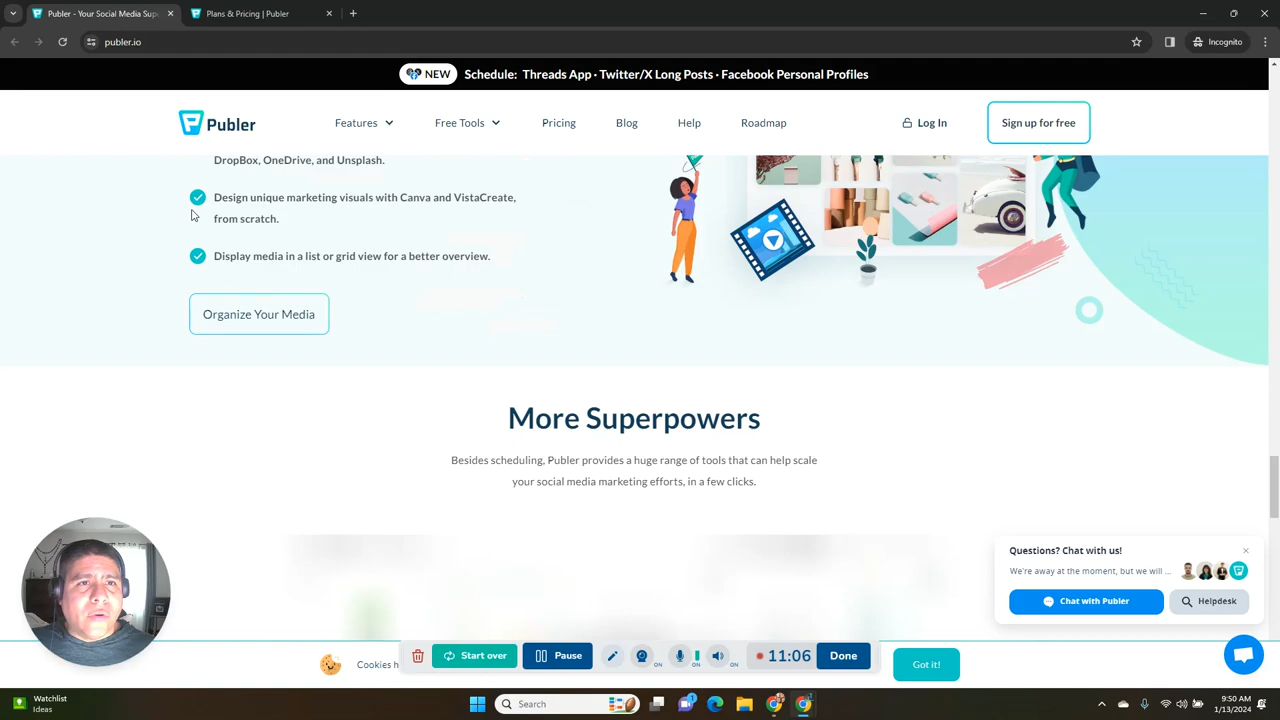 Publer - Your Social Media Sup
Plans & Pricing | Publer
publer.io
Incognito
NEW
Schedule: Threads App · Twitter/X Long Posts · Facebook Personal Profiles
Publer
Features
Free Tools
Pricing
Blog
Help
Roadmap
Log In
Sign up for free
DropBox, OneDrive, and Unsplash.
Design unique marketing visuals with Canva and VistaCreate,
from scratch.
Display media in a list or grid view for a better overview.
Organize Your Media
More Superpowers
Besides scheduling, Publer provides a huge range of tools that can help scale
your social media marketing efforts, in a few clicks.
Questions? Chat with us!
We're away at the moment, but we will ...
Chat with Publer
Helpdesk
Cookies h
Start over
Pause
ON
ON
ON
11:06
Done
Got it!
Watchlist
Ideas
Search
1
9:50 AM
1/13/2024